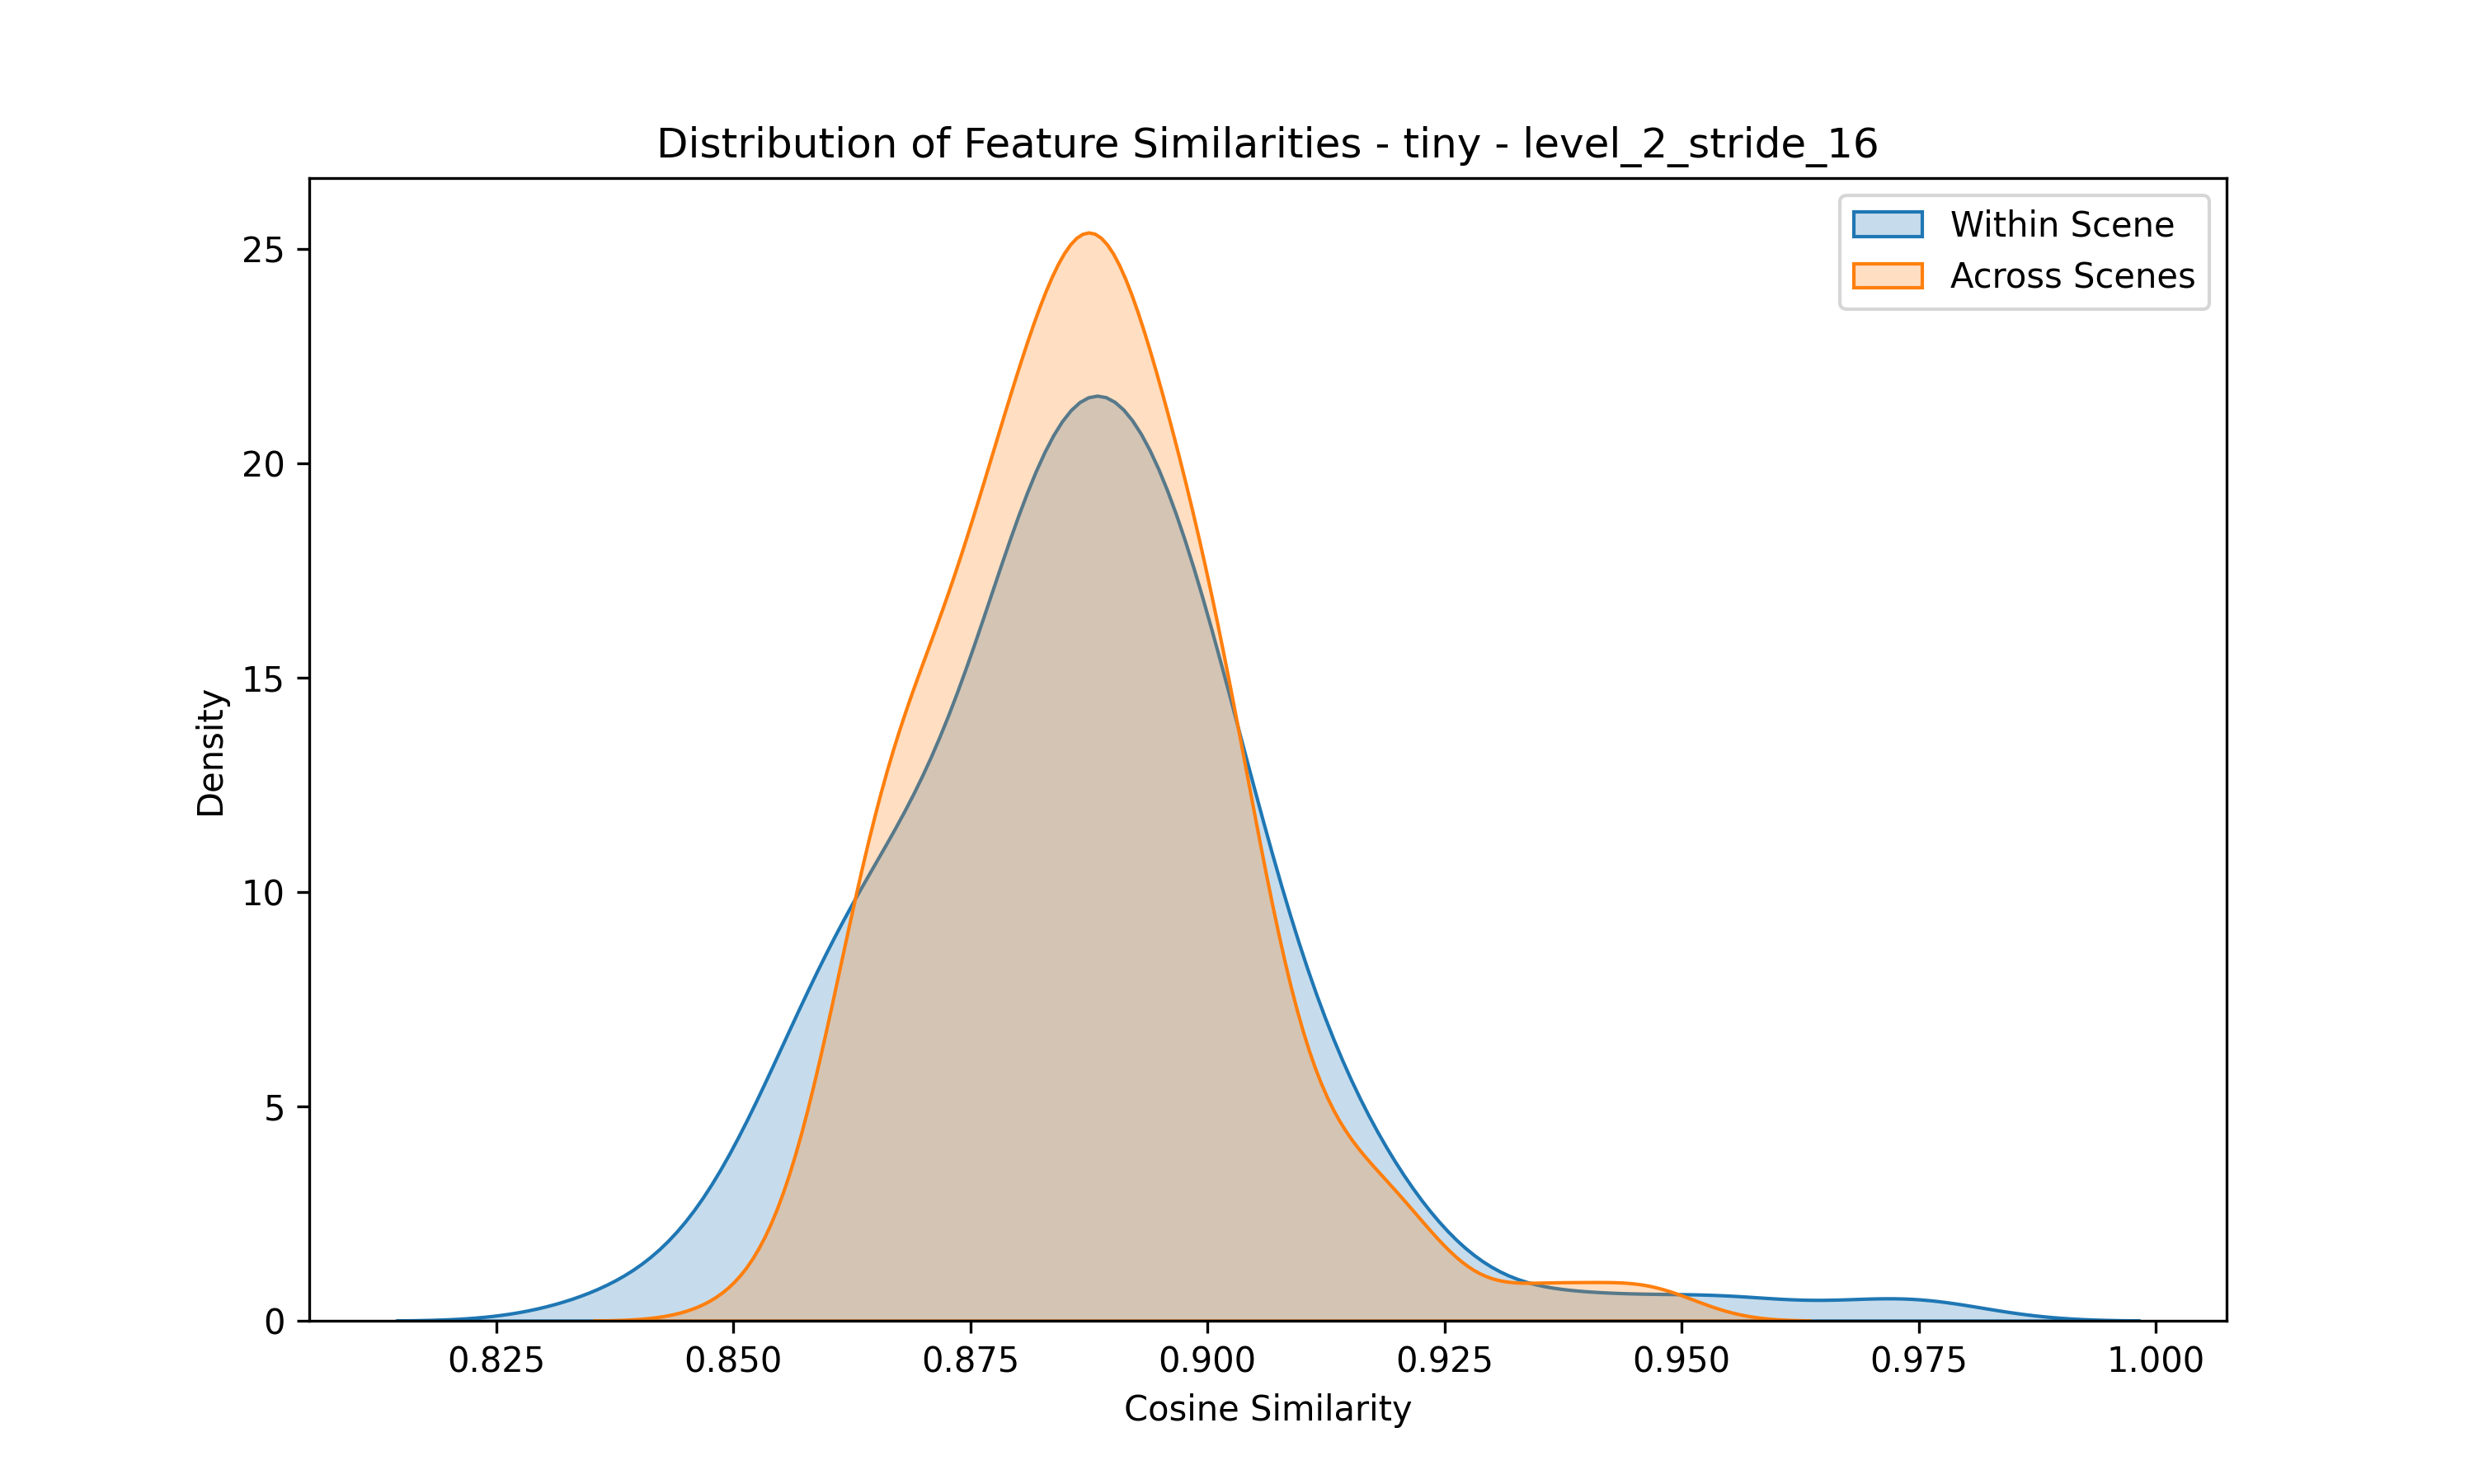 Distribution of Feature Similarities - tiny - level_2_stride_16
Within Scene
Across Scenes
25
20
15
10
5
0
Density
0.825 0.850 0.875 0.900 0.925 0.950 0.975 1.000
Cosine Similarity